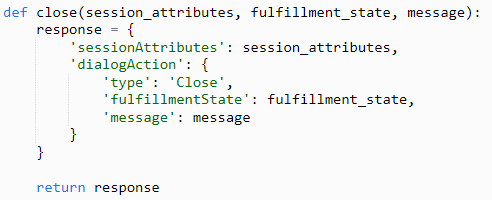 def close(session_attributes, fulfillment_state, message):
    response = {
        'sessionAttributes': session_attributes,
        'dialogAction': {
            'type': 'Close',
            'fulfillmentState': fulfillment_state,
            'message': message
        }
    }

    return response